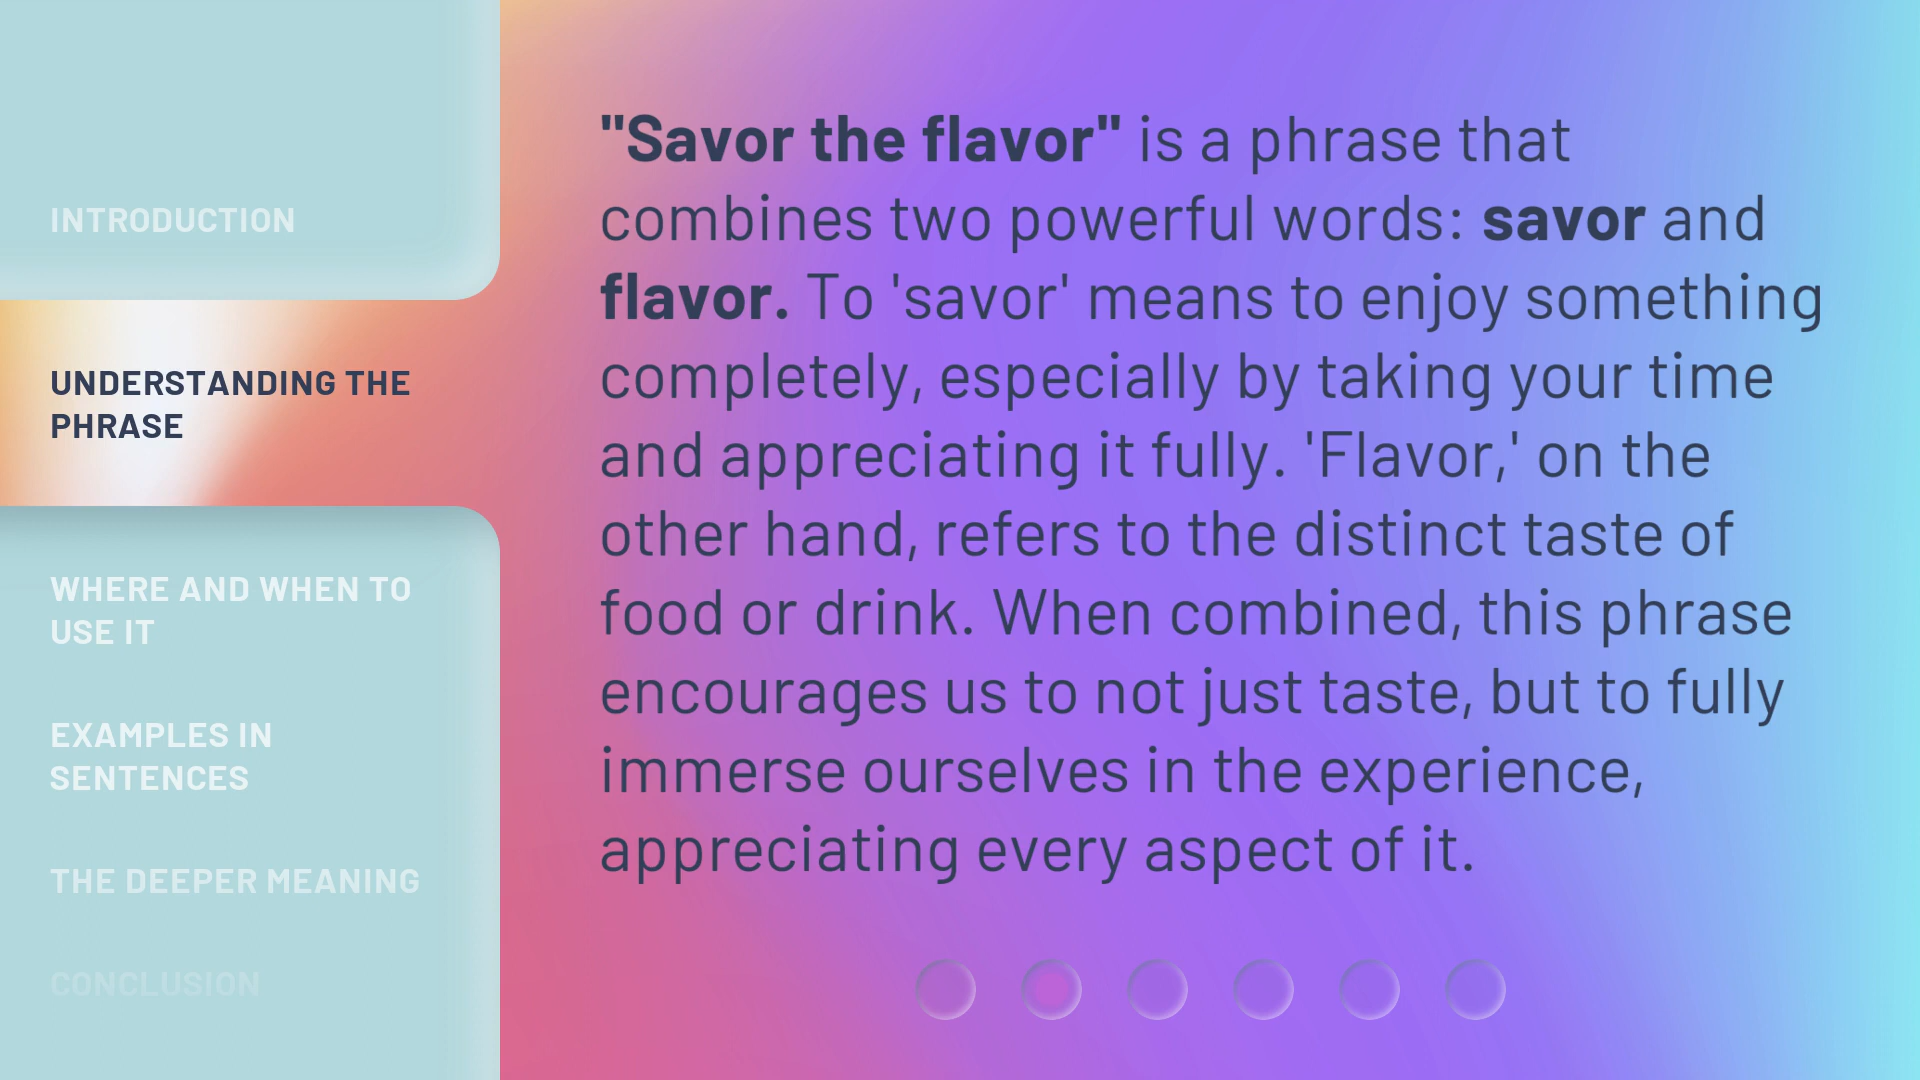 INTRODUCTION
UNDERSTANDING THE
PHRASE
WHERE AND WHEN TO
USE IT
EXAMPLES IN
SENTENCES
THE DEEPER MEANING
CONCLUSION
"Savor the flavor" is a phrase that
combines two powerful words: savor and
flavor. To 'savor' means to enjoy something
completely, especially by taking your time
and appreciating it fully. 'Flavor,' on the
other hand, refers to the distinct taste of
food or drink. When combined, this phrase
encourages us to not just taste, but to fully
immerse ourselves in the experience,
appreciating every aspect of it.